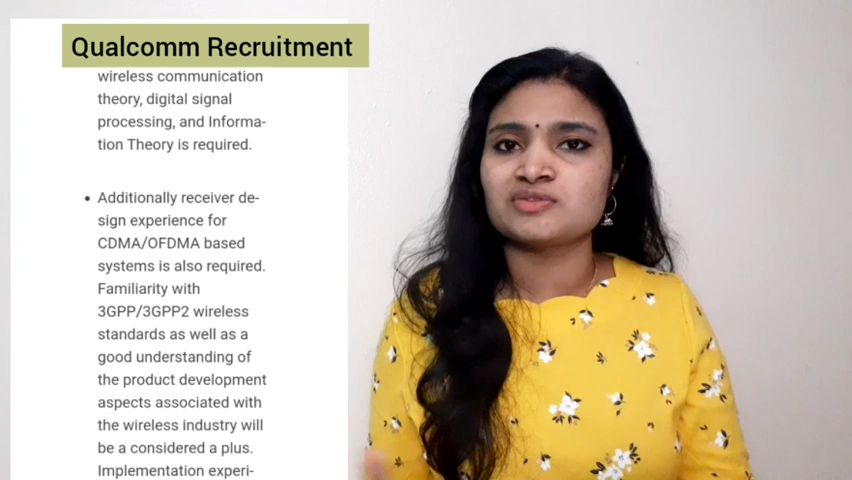 Qualcomm Recruitment
wireless communication
theory, digital signal
processing, and Informa-
tion Theory is required.
• Additionally receiver de-
sign experience for
CDMA/OFDMA based
systems is also required.
Familiarity with
3GPP/3GPP2 wireless
standards as well as a
good understanding of
the product development
aspects associated with
the wireless industry will
be a considered a plus.
Implementation experi-